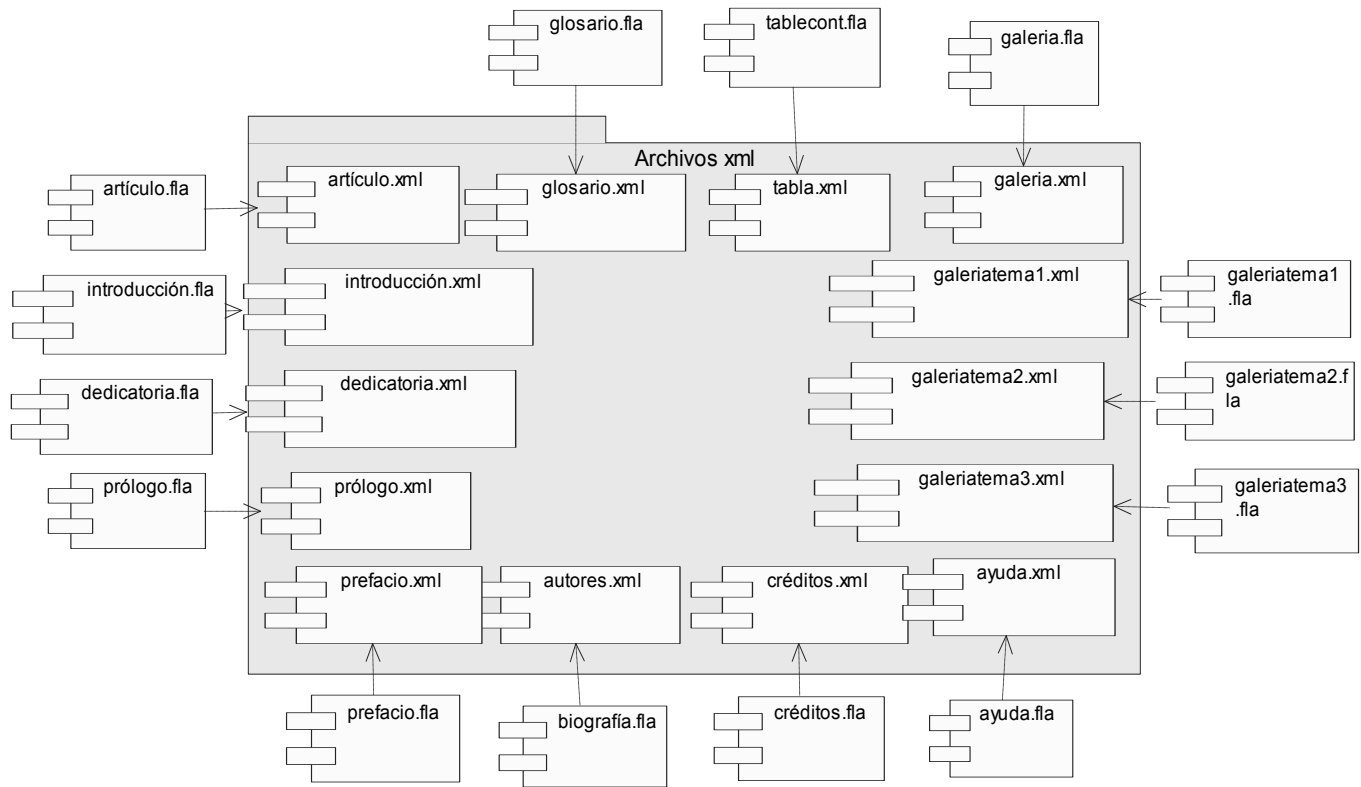 glosario.fla
tablecont.fla
galeria.fla
Archivos xml
artículo.fla
artículo.xml
glosario.xml
tabla.xml
galeria.xml
introducción.fla
introducción.xml
galeriatema1.xml
galeriatema1
.fla
dedicatoria.fla
dedicatoria.xml
galeriatema2.xml
galeriatema2.f
la
prólogo.fla
prólogo.xml
galeriatema3.xml
galeriatema3
.fla
prefacio.xml
autores.xml
créditos.xml
ayuda.xml
prefacio.fla
biografía.fla
créditos.fla
ayuda.fla